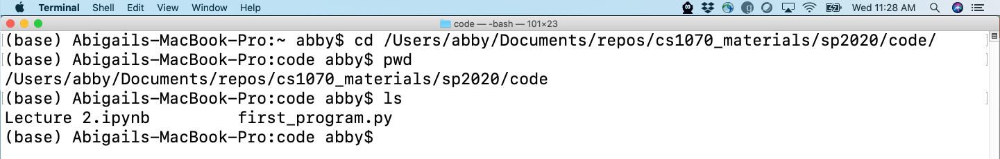 Terminal Shell Edit View Window Help Wed 11:28 AM
code — -bash — 101×23
(base) Abigails-MacBook-Pro:~ abby$ cd /Users/abby/Documents/repos/cs1070_materials/sp2020/code/
(base) Abigails-MacBook-Pro:code abby$ pwd
/Users/abby/Documents/repos/cs1070_materials/sp2020/code
(base) Abigails-MacBook-Pro:code abby$ ls
Lecture 2.ipynb first_program.py
(base) Abigails-MacBook-Pro:code abby$